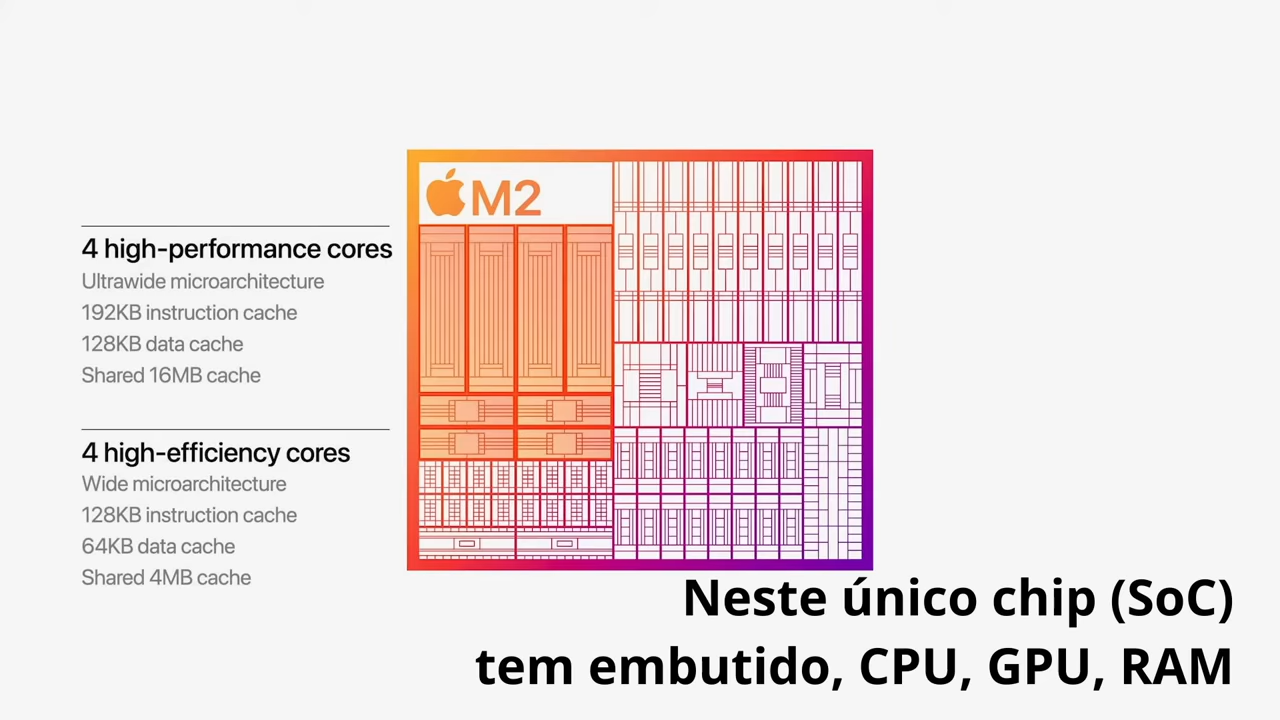 M2
4 high-performance cores
Ultrawide microarchitecture
192KB instruction cache
128KB data cache
Shared 16MB cache
4 high-efficiency cores
Wide microarchitecture
128KB instruction cache
64KB data cache
Shared 4MB cache
Neste único chip (SoC)
tem embutido, CPU, GPU, RAM